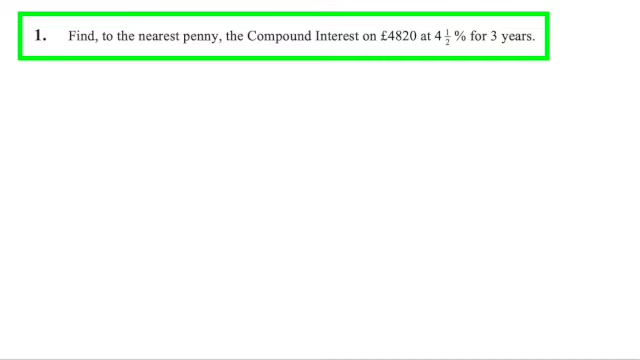 1. Find, to the nearest penny, the Compound Interest on £4820 at 4 ½ % for 3 years.